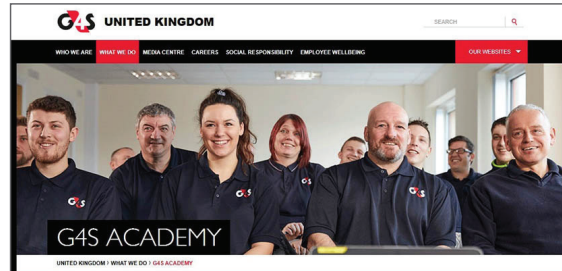 G4S UNITED KINGDOM
SEARCH
WHO WE ARE WHAT WE DO MEDIA CENTRE CAREERS SOCIAL RESPONSIBILITY EMPLOYEE WELLBEING OUR WEBSITES
G4S
G4S
G4S
G4S ACADEMY
UNITED KINGDOM > WHAT WE DO > G4S ACADEMY